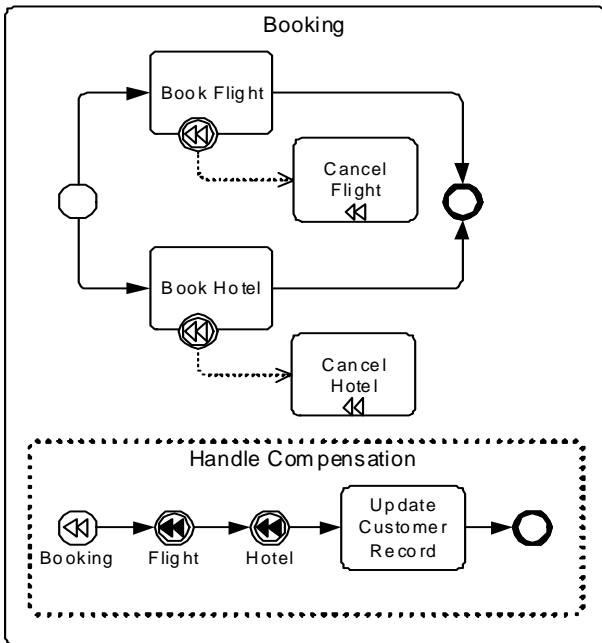 Booking
Book Flight
Cancel
Flight
Book Hotel
Cancel
Hotel
Handle Compensation
Update
Customer
Record
Booking
Flight
Hotel